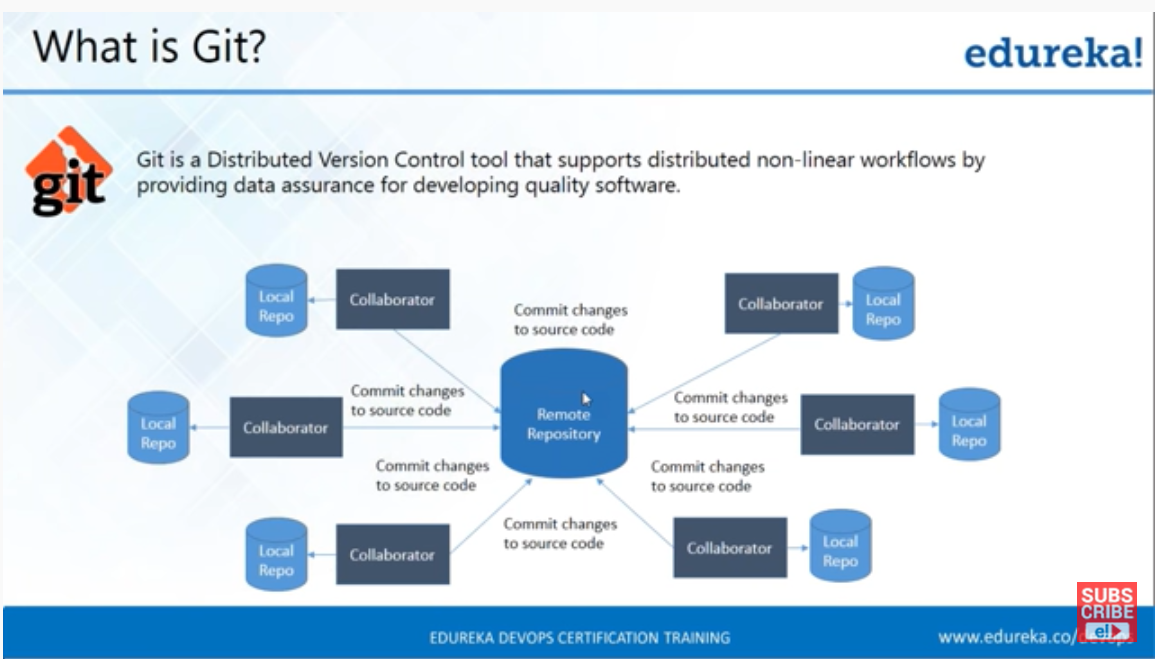 What is Git?
edureka!
git
Git is a Distributed Version Control tool that supports distributed non-linear workflows by
providing data assurance for developing quality software.
Local
Repo
Collaborator
Commit changes
to source code
Collaborator
Local
Repo
Local
Repo
Collaborator
Commit changes
to source code
Remote
Repository
Commit changes
to source code
Collaborator
Local
Repo
Commit changes
to source code
Commit changes
to source code
Local
Repo
Collaborator
Commit changes
to source code
Collaborator
Local
Repo
SUBS
CRIBE
e!
EDUREKA DEVOPS CERTIFICATION TRAINING
www.edureka.co/devops